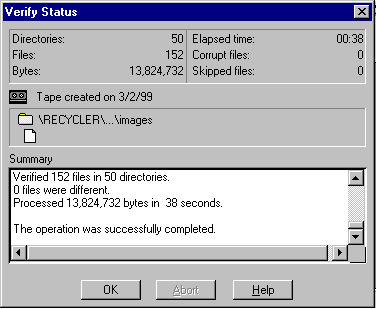 Verify Status
Directories: 50 Elapsed time: 00:38
Files: 152 Corrupt files: 0
Bytes: 13,824,732 Skipped files: 0
Tape created on 3/2/99
\RECYCLER\...\images
Summary
Verified 152 files in 50 directories.
0 files were different.
Processed 13,824,732 bytes in  38 seconds.
The operation was successfully completed.
OK Abort Help